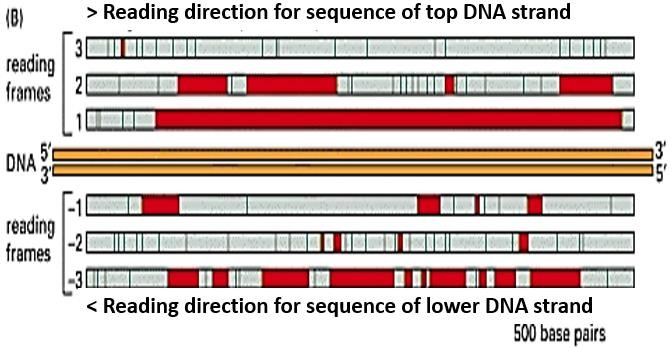 (B)
> Reading direction for sequence of top DNA strand
reading
frames
3
2
1
DNA
5′
3′
3′
5′
reading
frames
–1
–2
–3
< Reading direction for sequence of lower DNA strand
500 base pairs